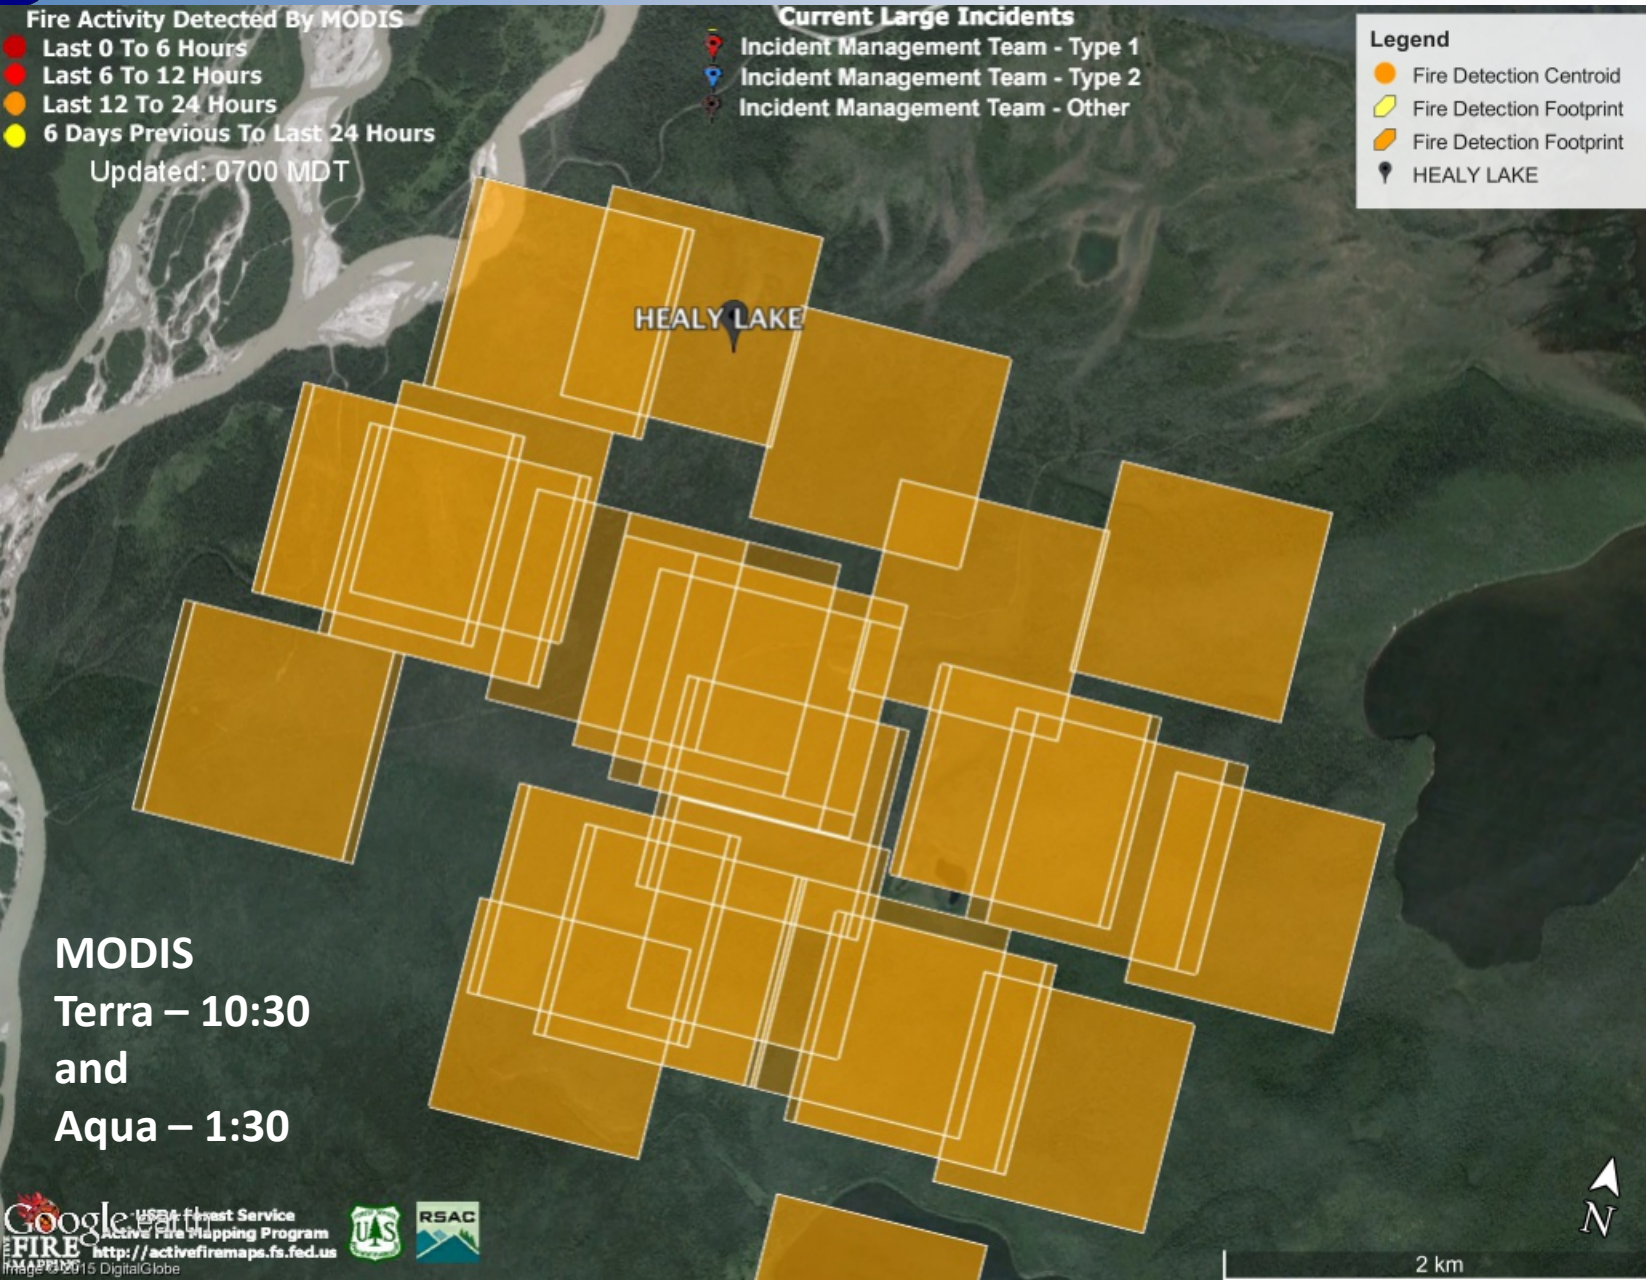 Fire Activity Detected By MODIS
Last 0 To 6 Hours
Last 6 To 12 Hours
Last 12 To 24 Hours
6 Days Previous To Last 24 Hours
Updated: 0700 MDT
Current Large Incidents
Incident Management Team - Type 1
Incident Management Team - Type 2
Incident Management Team - Other
Legend
Fire Detection Centroid
Fire Detection Footprint
Fire Detection Footprint
HEALY LAKE
HEALY LAKE
MODIS
Terra – 10:30
and
Aqua – 1:30
Google earth
USDA Forest Service
Active Fire Mapping Program
http://activefiremaps.fs.fed.us
FIRE
MAPPING
Image © 2015 DigitalGlobe
UAS
RSAC
N
2 km